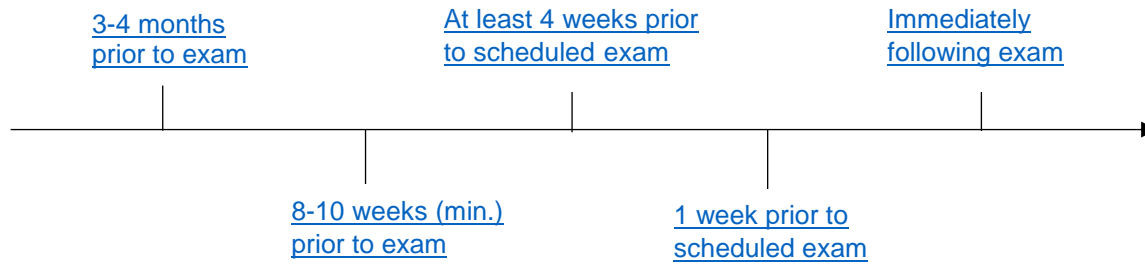 3-4 months
prior to exam
At least 4 weeks prior
to scheduled exam
Immediately
following exam
8-10 weeks (min.)
prior to exam
1 week prior to
scheduled exam